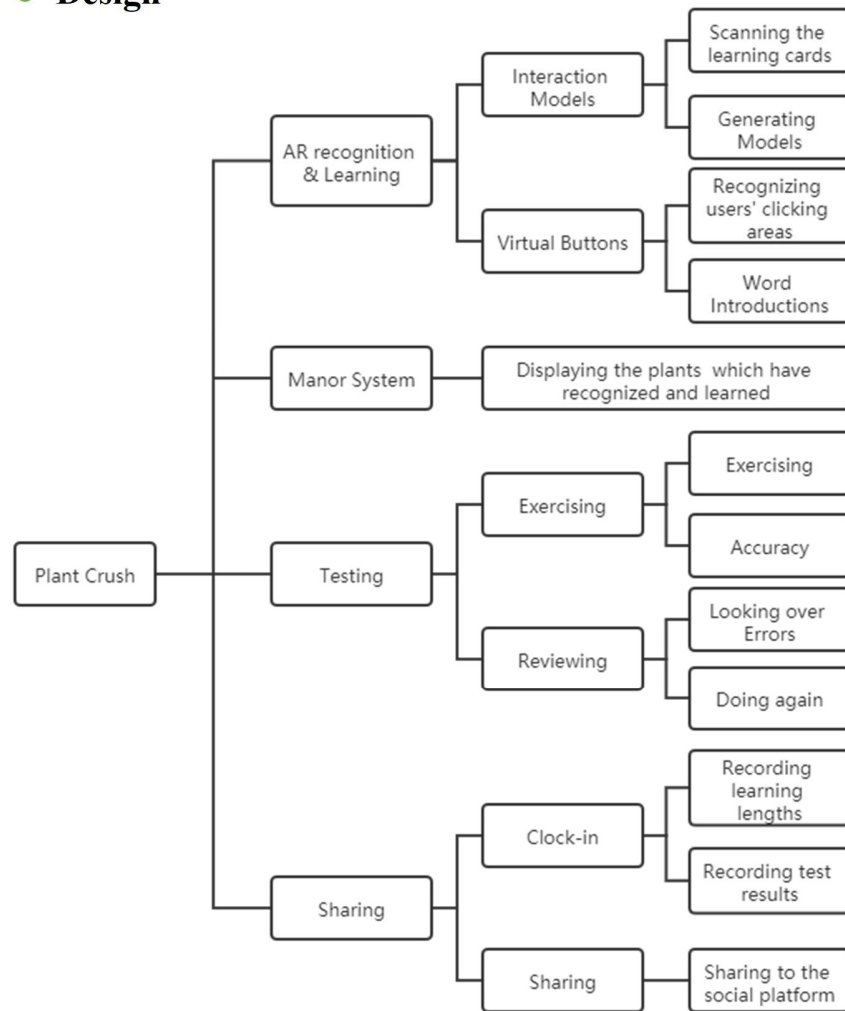 Design
Scanning the
learning cards
Interaction
Models
Generating
Models
AR recognition
& Learning
Recognizing
users' clicking
areas
Virtual Buttons
Word
Introductions
Manor System
Displaying the plants which have
recognized and learned
Exercising
Exercising
Accuracy
Plant Crush
Testing
Looking over
Errors
Reviewing
Doing again
Recording
learning
lengths
Clock-in
Recording test
results
Sharing
Sharing
Sharing to the
social platform